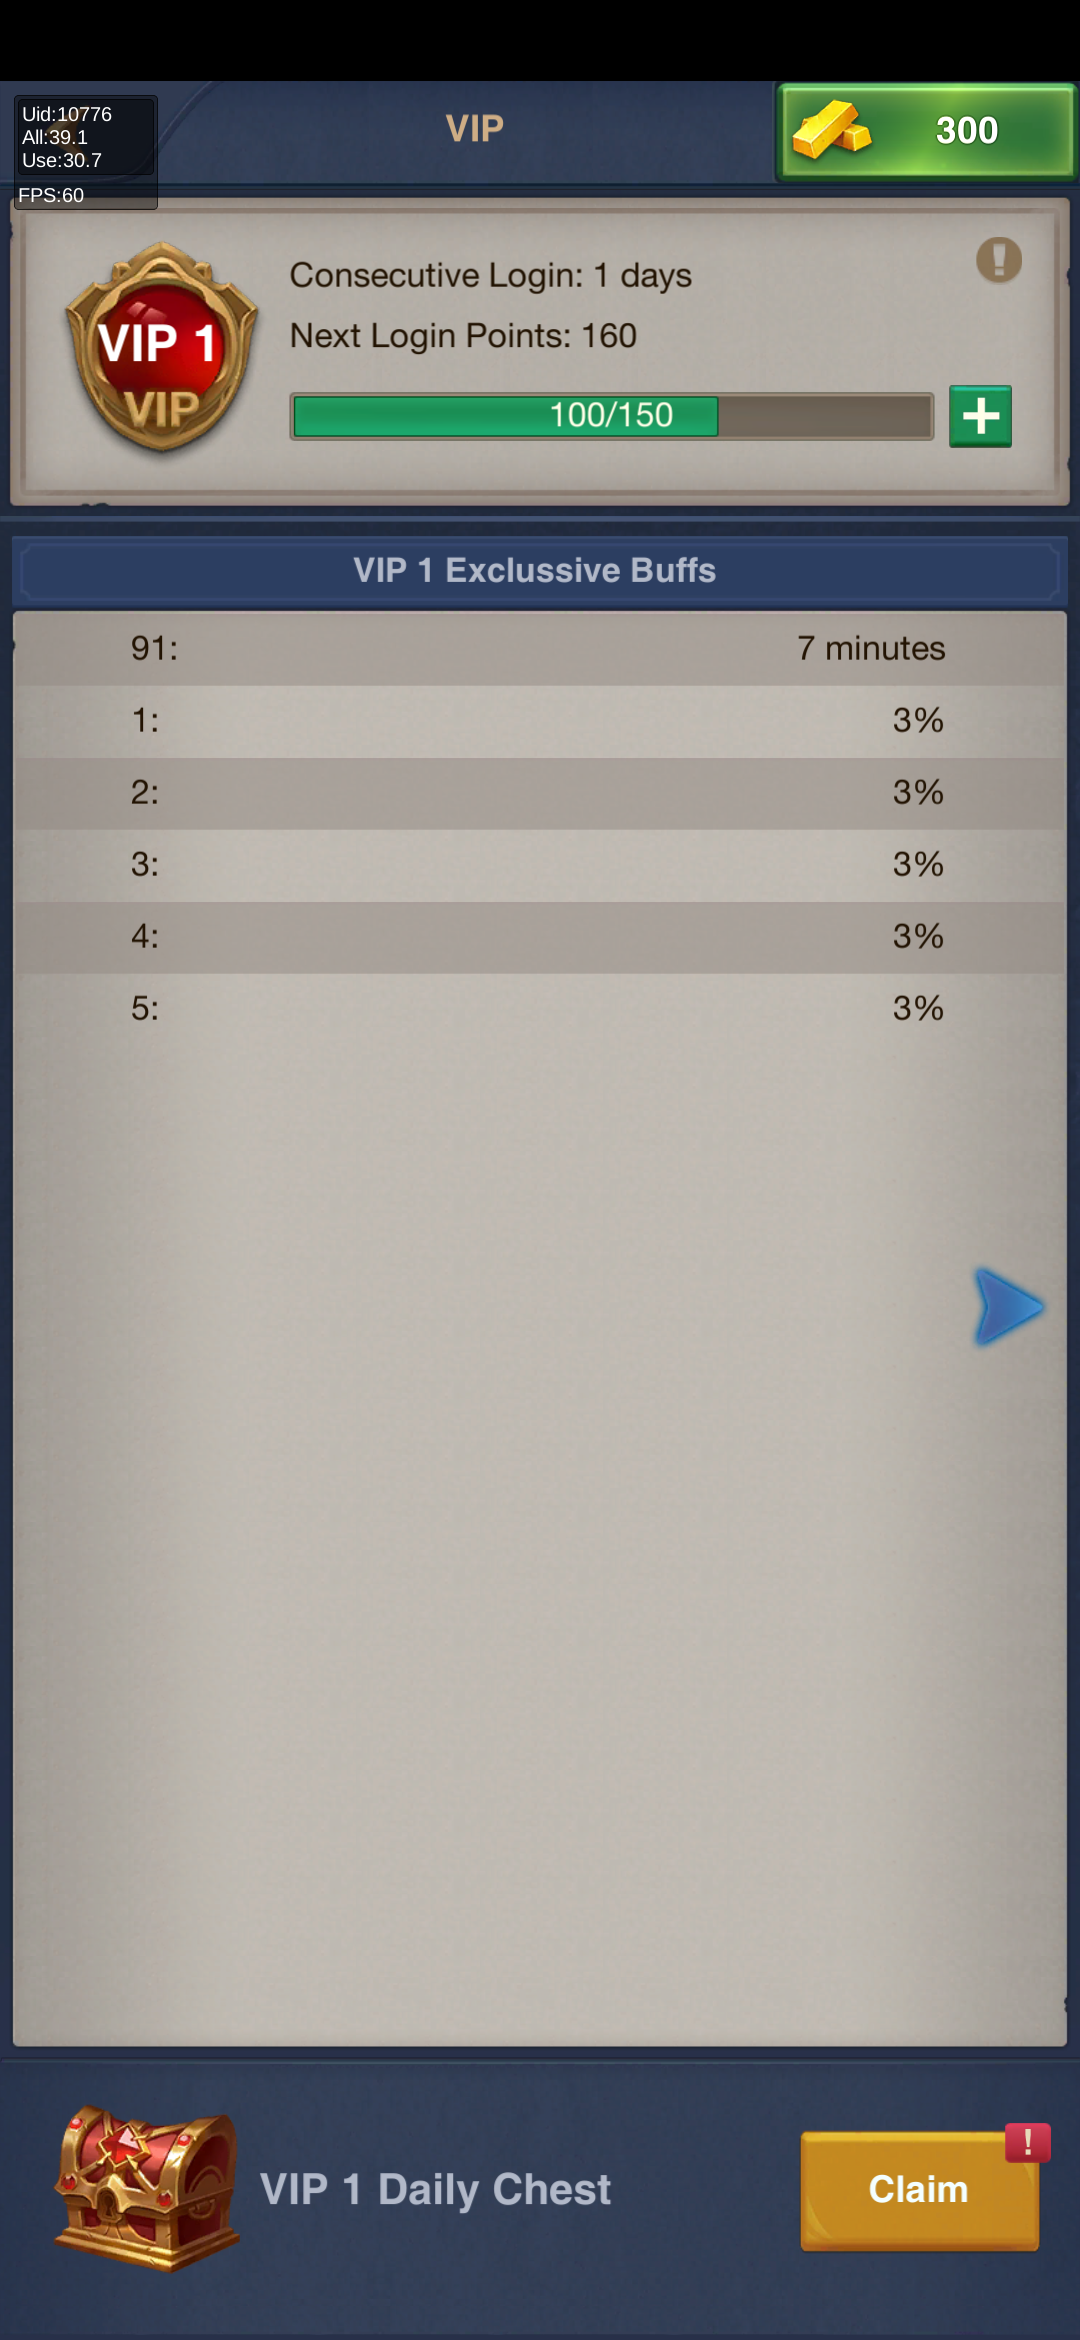 Uid:10776
All:39.1
Use:30.7
FPS:60
VIP
300
VIP 1
VIP
Consecutive Login: 1 days
Next Login Points: 160
100/150
VIP 1 Exclussive Buffs
91: 7 minutes
1: 3%
2: 3%
3: 3%
4: 3%
5: 3%
VIP 1 Daily Chest
Claim